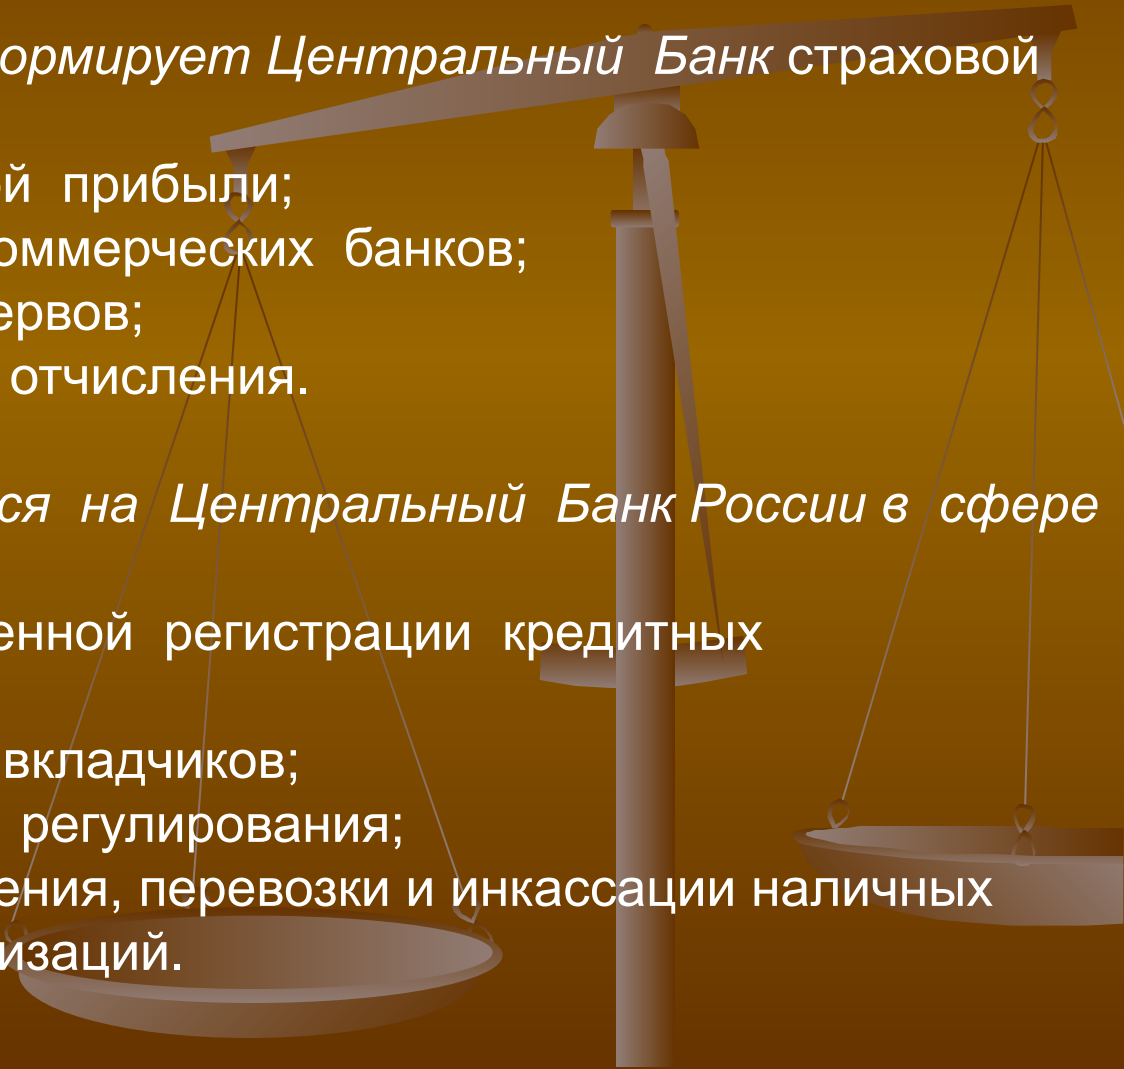 ормирует Центральный Банк страховой
й прибыли;
оммерческих банков;
ервов;
отчисления.
ся на Центральный Банк России в сфере
енной регистрации кредитных
вкладчиков;
регулирования;
ения, перевозки и инкассации наличных
изаций.